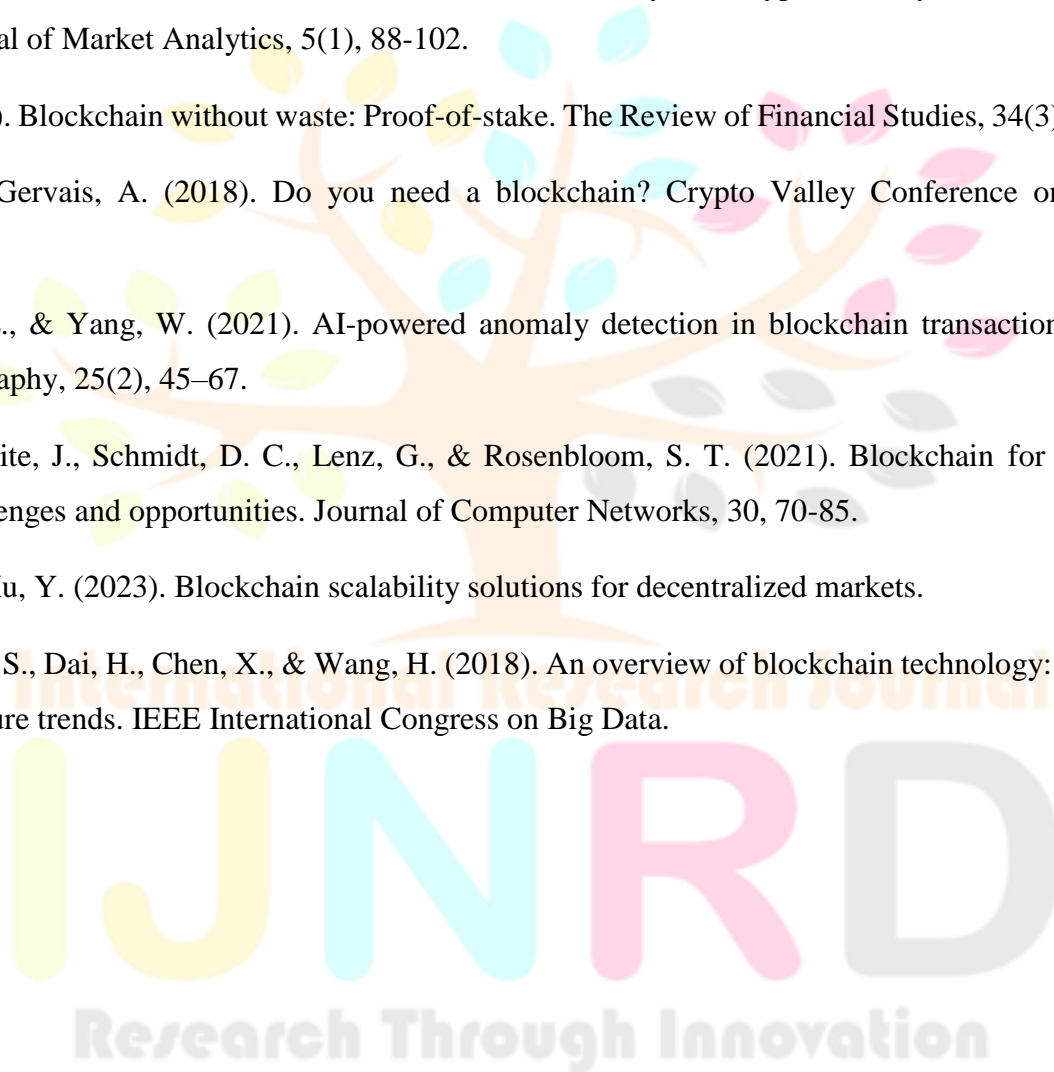 al of Market Analytics, 5(1), 88-102.
). Blockchain without waste: Proof-of-stake. The Review of Financial Studies, 34(3)
Gervais, A. (2018). Do you need a blockchain? Crypto Valley Conference on
., & Yang, W. (2021). AI-powered anomaly detection in blockchain transaction
aphy, 25(2), 45–67.
ite, J., Schmidt, D. C., Lenz, G., & Rosenbloom, S. T. (2021). Blockchain for
enges and opportunities. Journal of Computer Networks, 30, 70-85.
u, Y. (2023). Blockchain scalability solutions for decentralized markets.
S., Dai, H., Chen, X., & Wang, H. (2018). An overview of blockchain technology:
International Research Journal
ure trends. IEEE International Congress on Big Data.
IJNRD
Research Through Innovation